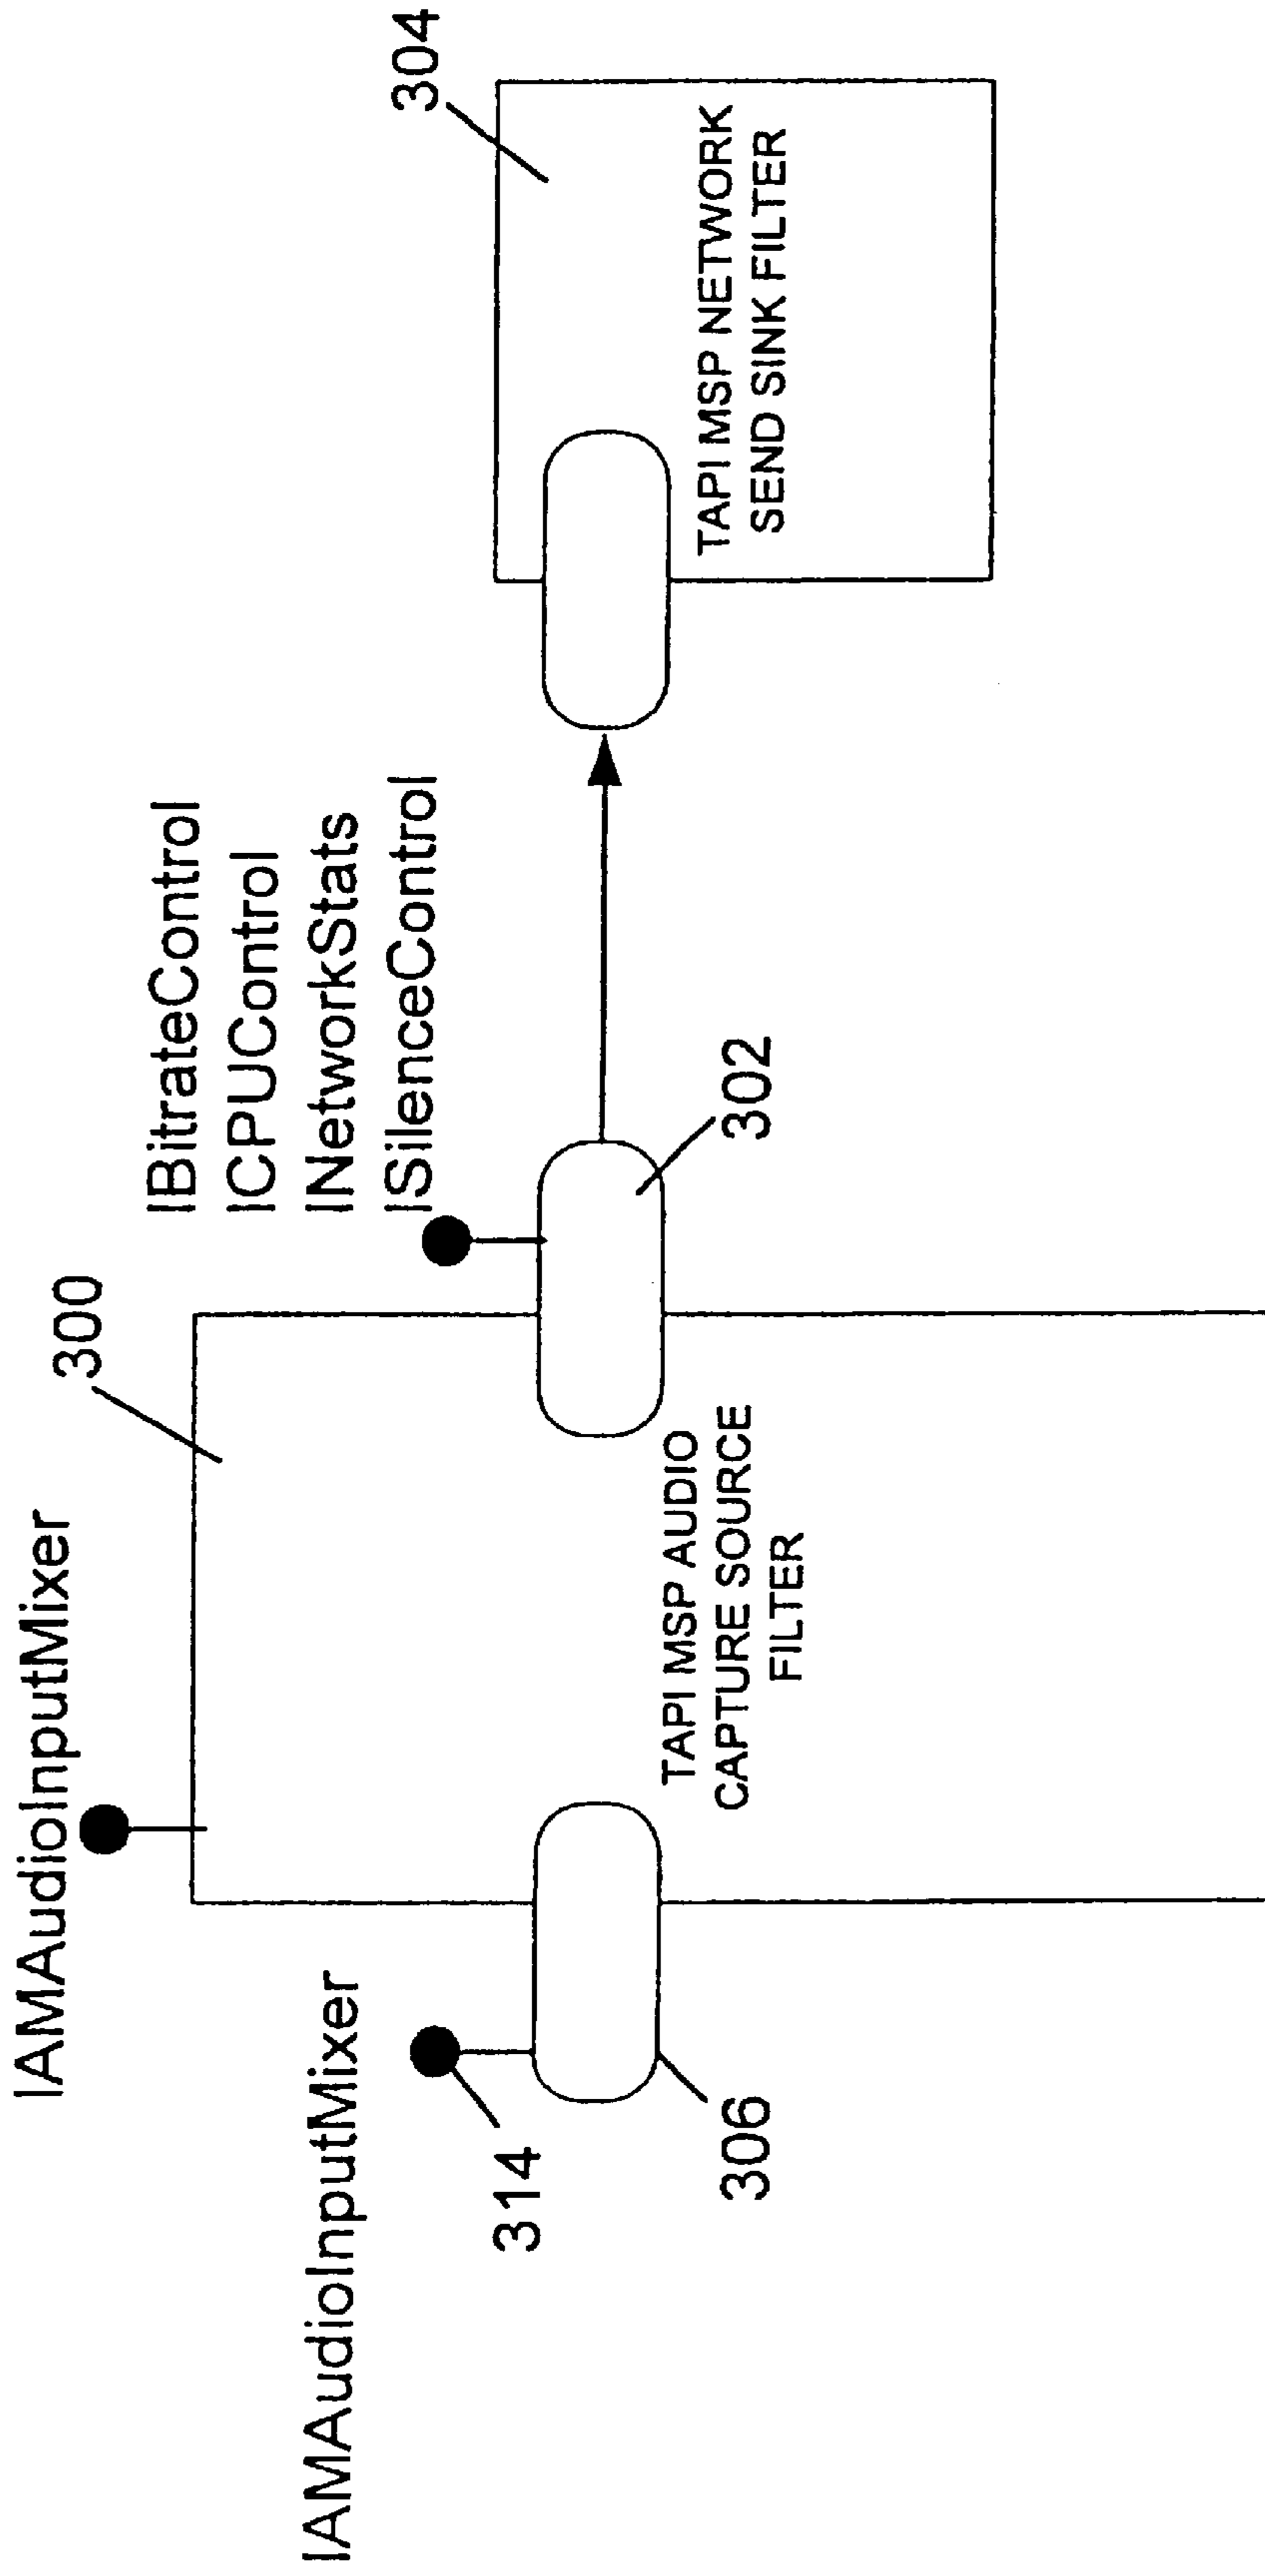 IAMAudioInputMixer
300
IAMAudioInputMixer
314
306
TAPI MSP AUDIO
CAPTURE SOURCE
FILTER
IBitrateControl
ICPUControl
INetworkStats
ISilenceControl
302
304
TAPI MSP NETWORK
SEND SINK FILTER